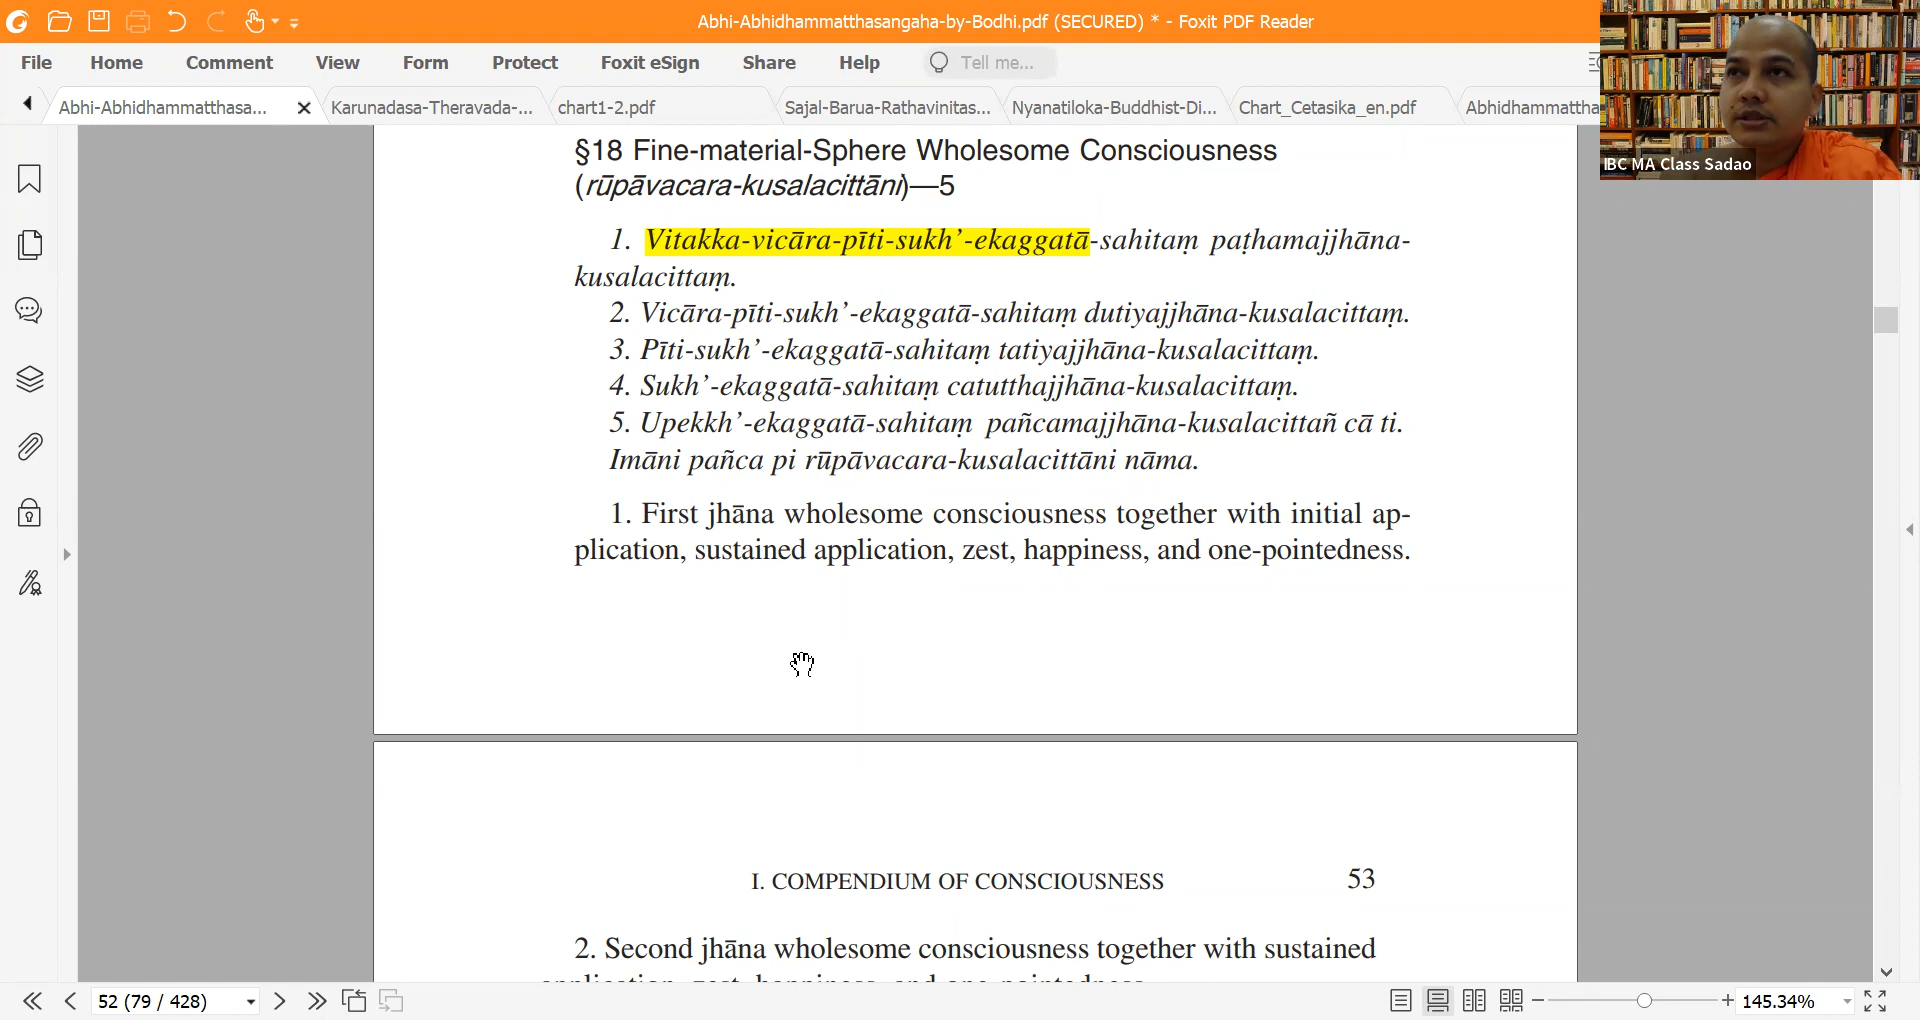 Abhi-Abhidhammatthasangaha-by-Bodhi.pdf (SECURED) * - Foxit PDF Reader
File Home Comment View Form Protect Foxit eSign Share Help Tell me...
Abhi-Abhidhammatthasa... Karunadasa-Theravada-... chart1-2.pdf Sajal-Barua-Rathavinitas... Nyanatiloka-Buddhist-Di... Chart_Cetasika_en.pdf Abhidhammattha
IBC MA Class Sadao
§18 Fine-material-Sphere Wholesome Consciousness
(rūpāvacara-kusalacittāni)—5
1. Vitakka-vicāra-pīti-sukh’-ekaggatā-sahitaṃ paṭhamajjhāna-
kusalacittaṃ.
2. Vicāra-pīti-sukh’-ekaggatā-sahitaṃ dutiyajjhāna-kusalacittaṃ.
3. Pīti-sukh’-ekaggatā-sahitaṃ tatiyajjhāna-kusalacittaṃ.
4. Sukh’-ekaggatā-sahitaṃ catutthajjhāna-kusalacittaṃ.
5. Upekkh’-ekaggatā-sahitaṃ pañcamajjhāna-kusalacittañ cā ti.
Imāni pañca pi rūpāvacara-kusalacittāni nāma.
1. First jhāna wholesome consciousness together with initial ap-
plication, sustained application, zest, happiness, and one-pointedness.
I. COMPENDIUM OF CONSCIOUSNESS 53
2. Second jhāna wholesome consciousness together with sustained
application, zest, happiness, and one-pointedness.
52 (79 / 428) 145.34%